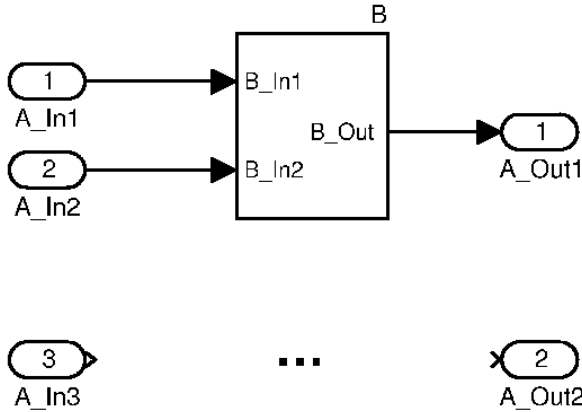 B
1
B_In1
A_In1
B_Out
1
2
B_In2
A_Out1
A_In2
3
...
2
A_In3
A_Out2